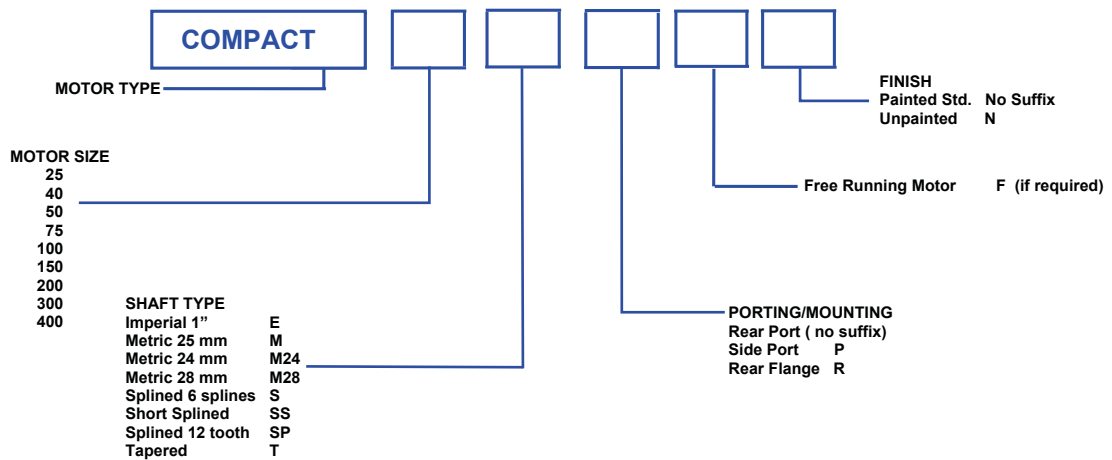 COMPACT
MOTOR TYPE
FINISH
Painted Std. No Suffix
Unpainted N
MOTOR SIZE
25
40
50
75
100
150
200
300
400
Free Running Motor F (if required)
SHAFT TYPE
Imperial 1” E
Metric 25 mm M
Metric 24 mm M24
Metric 28 mm M28
Splined 6 splines S
Short Splined SS
Splined 12 tooth SP
Tapered T
PORTING/MOUNTING
Rear Port ( no suffix)
Side Port P
Rear Flange R